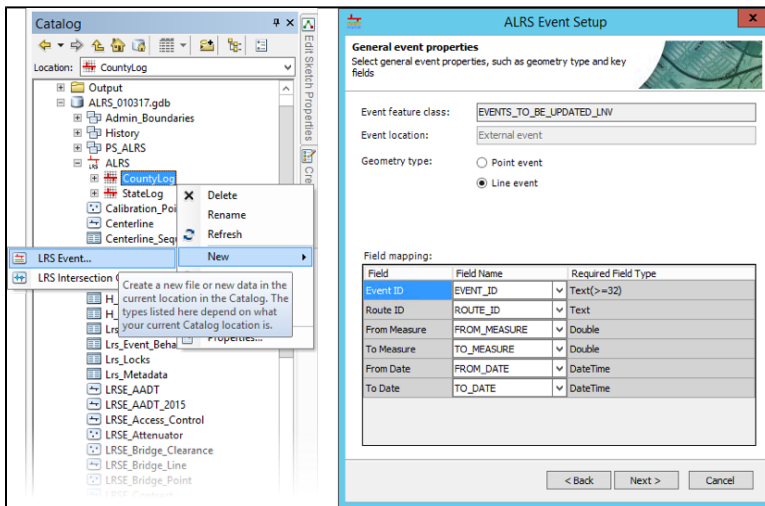 Catalog
Location: CountyLog
Output
ALRS_010317.gdb
Admin_Boundaries
History
PS_ALRS
ALRS
CountyLog
StateLog
Calibration_Poi
Centerline
Centerline_Sequ
Delete
Rename
Refresh
New
LRS Event...
LRS Intersection
Create a new file or new data in the
current location in the Catalog. The
types listed here depend on what
your current Catalog location is.
Properties...
H_
H_
Lrs
Lrs_Event_Beha
Lrs_Locks
Lrs_Metadata
LRSE_AADT
LRSE_AADT_2015
LRSE_Access_Control
LRSE_Attenuator
LRSE_Bridge_Clearance
LRSE_Bridge_Line
LRSE_Bridge_Point
Edit Sketch Properties
Cre
ALRS Event Setup
General event properties
Select general event properties, such as geometry type and key
fields
Event feature class: EVENTS_TO_BE_UPDATED_LNV
Event location: External event
Geometry type: Point event
Line event
Field mapping:
Field Field Name Required Field Type
Event ID EVENT_ID Text(>=32)
Route ID ROUTE_ID Text
From Measure FROM_MEASURE Double
To Measure TO_MEASURE Double
From Date FROM_DATE DateTime
To Date TO_DATE DateTime
< Back Next > Cancel